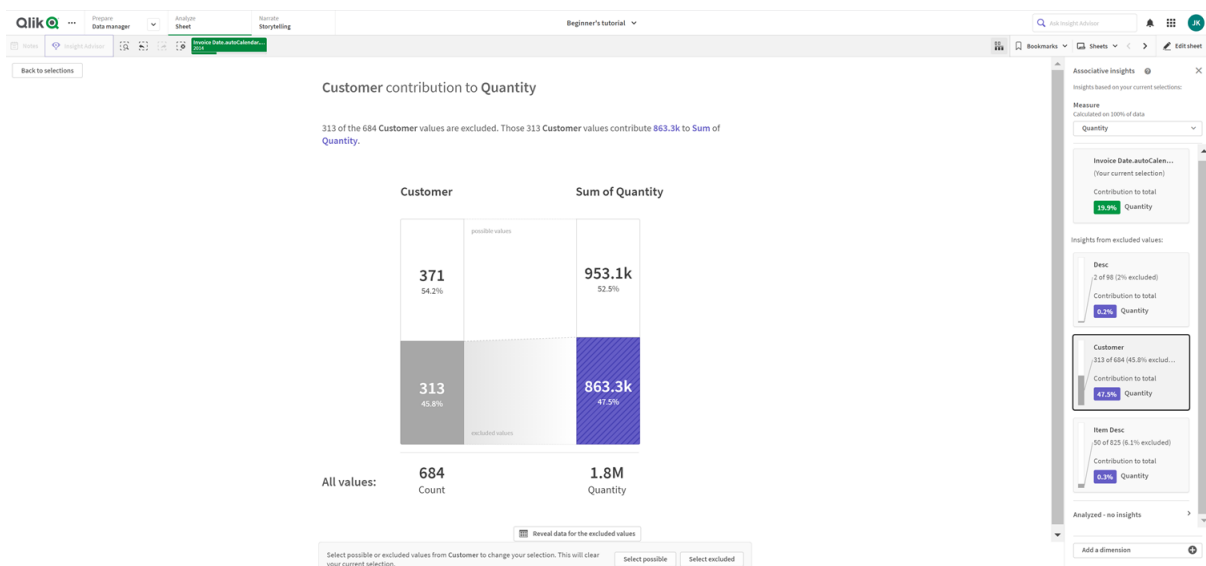 Qlik
Prepare
Data manager
Analyze
Sheet
Narrate
Storytelling
Beginner's tutorial
Ask Insight Advisor
JK
Notes
Insight Advisor
Invoice Date.autoCalendar....
2014
Bookmarks
Sheets
Edit sheet
Back to selections
Customer contribution to Quantity
313 of the 684 Customer values are excluded. Those 313 Customer values contribute 863.3k to Sum of
Quantity.
Customer
Sum of Quantity
possible values
371
54.2%
953.1k
52.5%
313
45.8%
863.3k
47.5%
excluded values
All values:
684
Count
1.8M
Quantity
Reveal data for the excluded values
Select possible or excluded values from Customer to change your selection. This will clear
your current selection.
Select possible
Select excluded
Associative insights
Insights based on your current selections:
Measure
Calculated on 100% of data
Quantity
Invoice Date.autoCalen...
(Your current selection)
Contribution to total
19.9% Quantity
Insights from excluded values:
Desc
2 of 98 (2% excluded)
Contribution to total
0.2% Quantity
Customer
313 of 684 (45.8% exclud...
Contribution to total
47.5% Quantity
Item Desc
50 of 825 (6.1% excluded)
Contribution to total
0.3% Quantity
Analyzed - no insights
Add a dimension